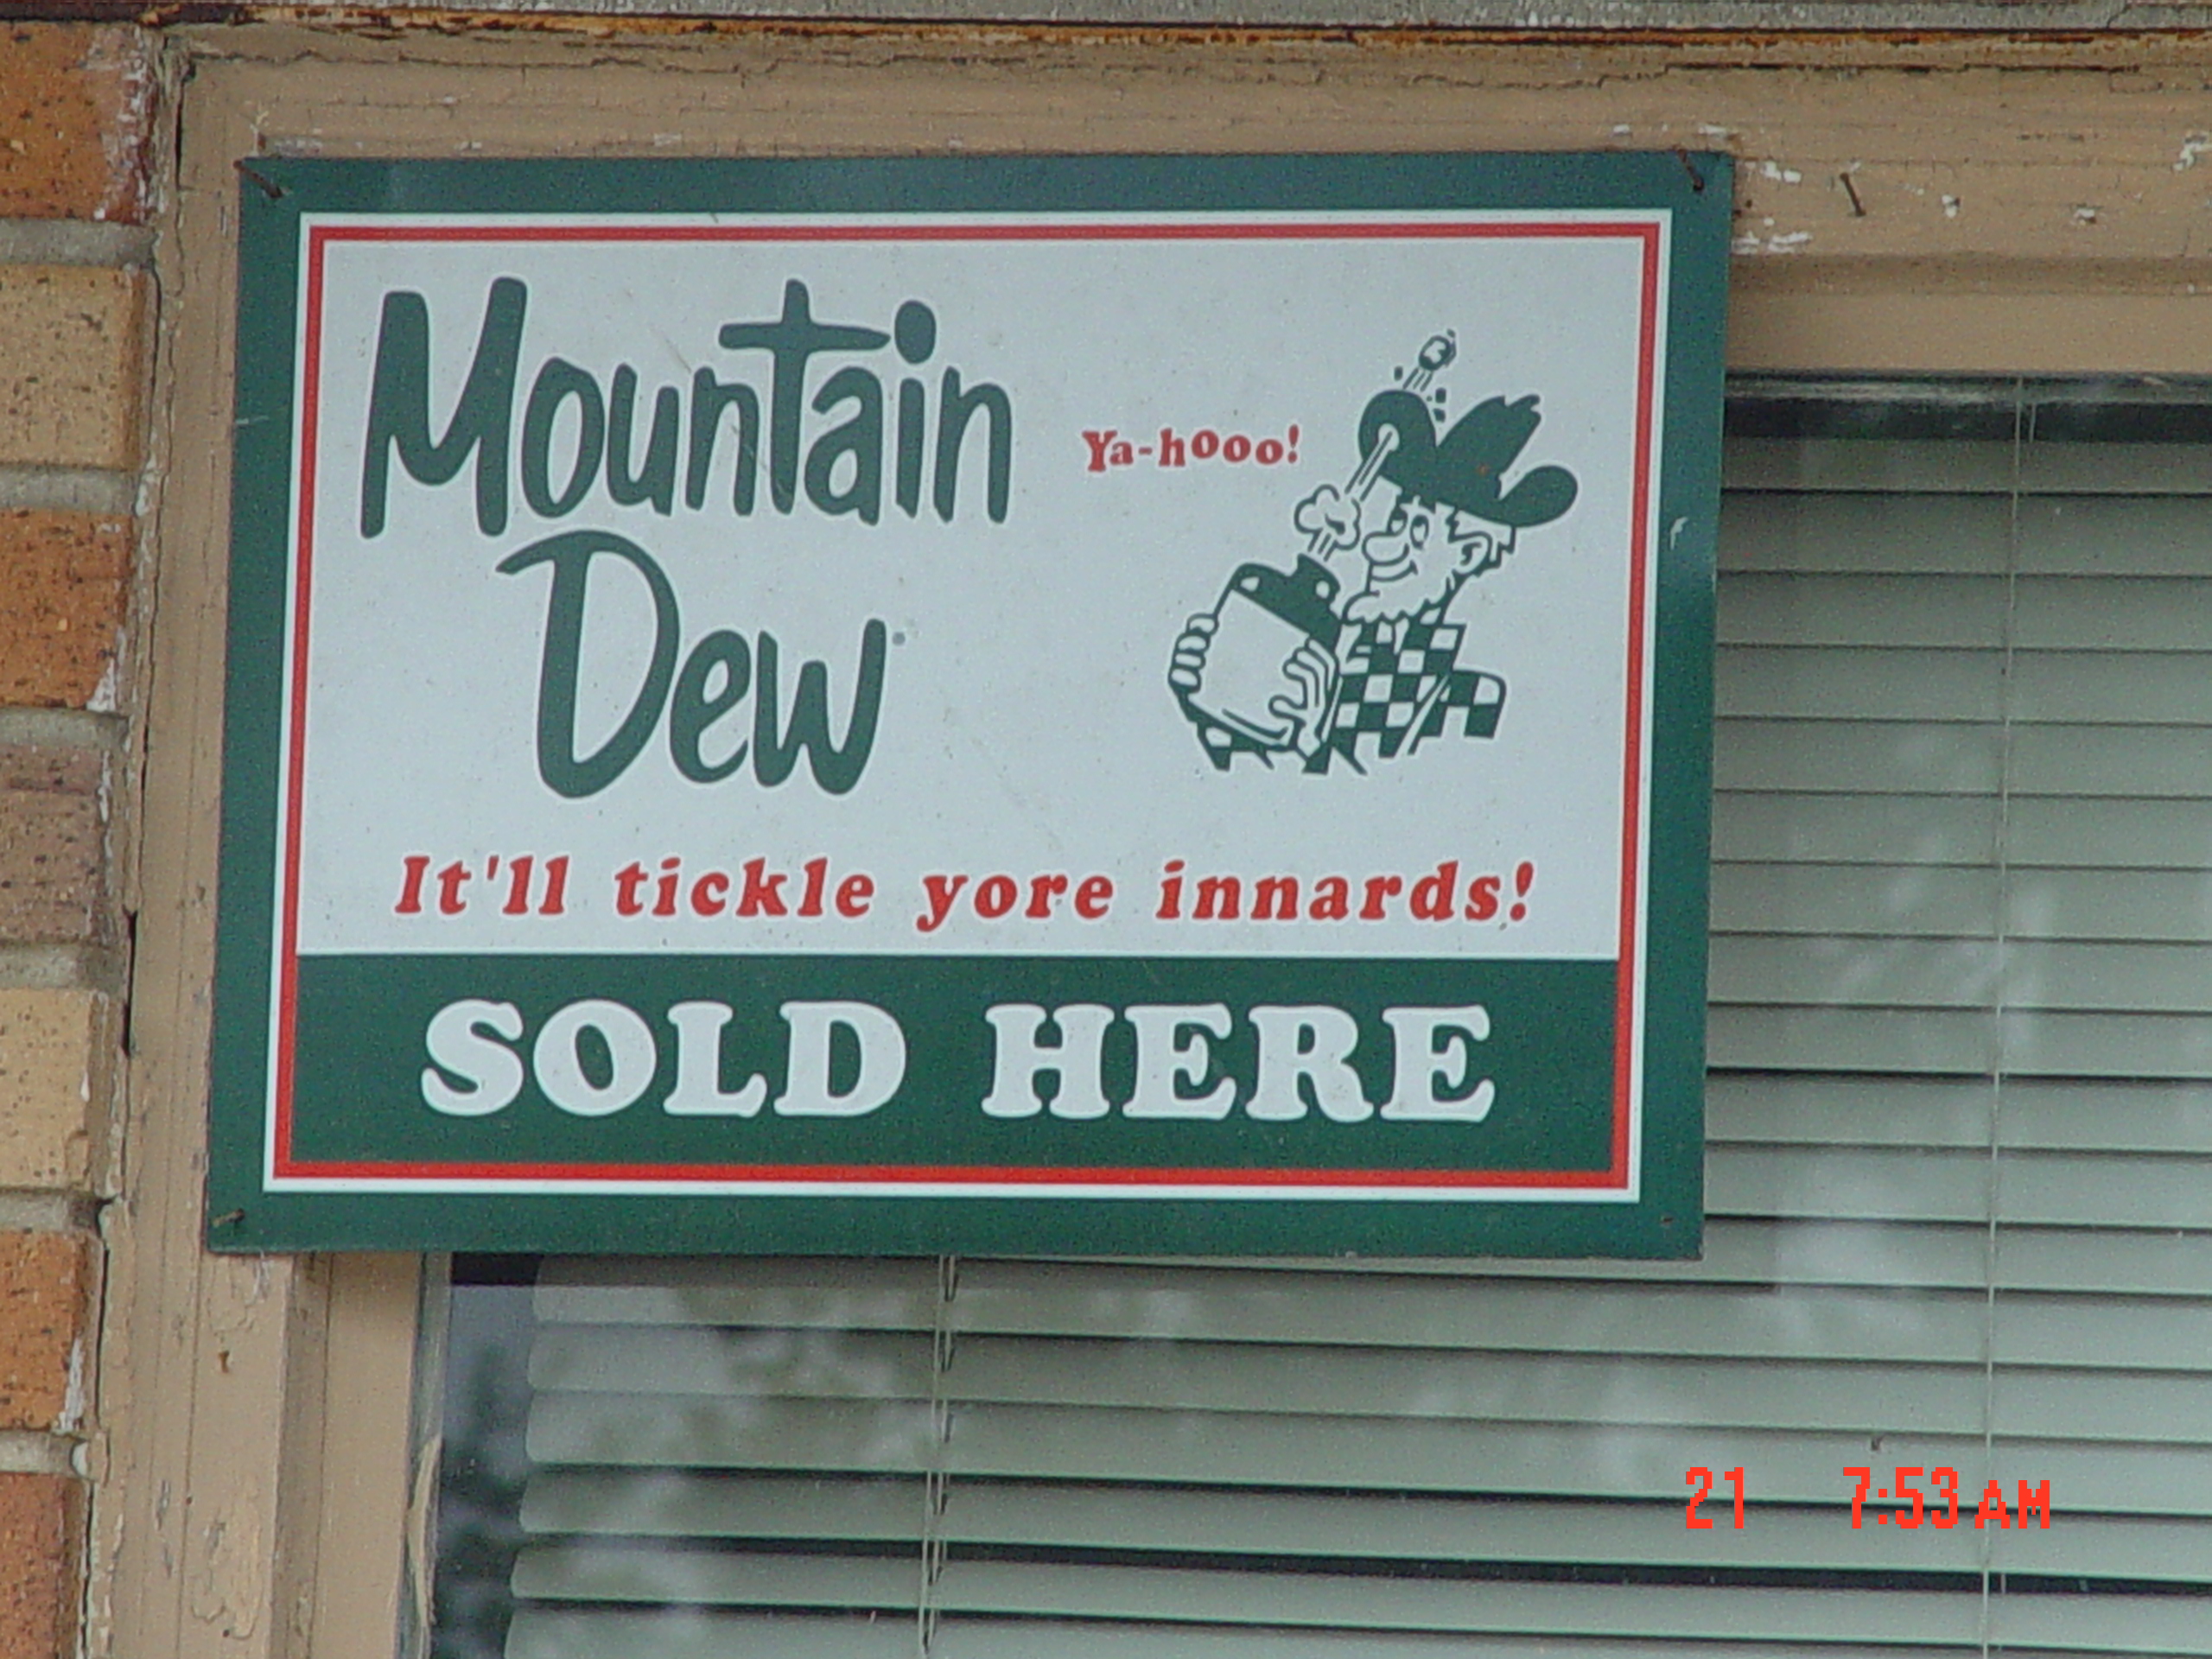 Mountain
Dew
Ya-hooo!
It'll tickle yore innards!
SOLD HERE
21 7:53 AM